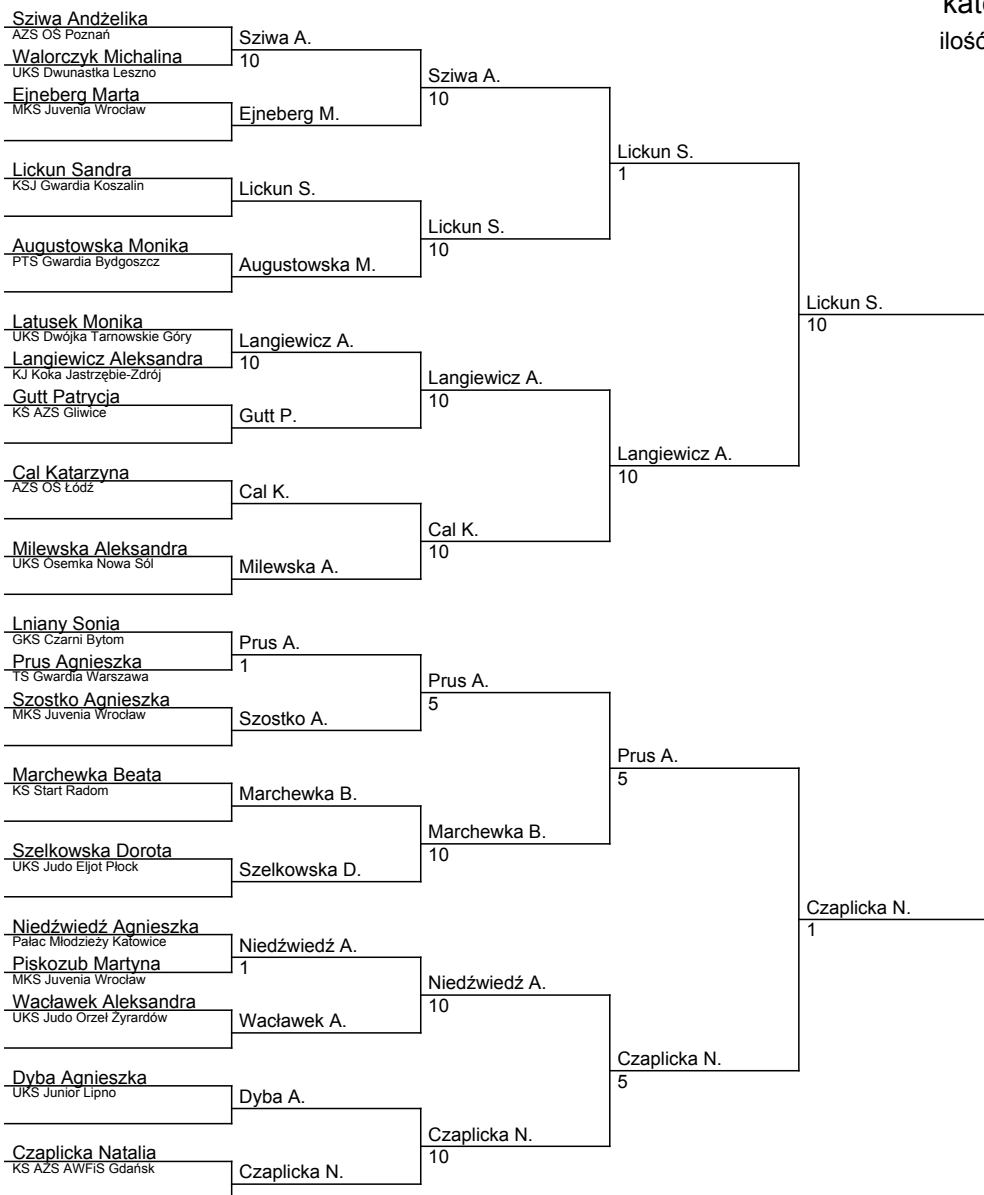 kat
ilość
Sziwa Andżelika
AZS OŚ Poznań
Walorczyk Michalina
UKS Dwunastka Leszno
Ejneberg Marta
MKS Juvenia Wrocław
Lickun Sandra
KSJ Gwardia Koszalin
Augustowska Monika
PTS Gwardia Bydgoszcz
Latusek Monika
UKS Dwójka Tarnowskie Góry
Langiewicz Aleksandra
KJ Koka Jastrzębie-Zdrój
Gutt Patrycja
KŚ AZS Gliwice
Cal Katarzyna
AZS OŚ Łódź
Milewska Aleksandra
UKS Ósemka Nowa Sól
Lniany Sonia
GKS Czarni Bytom
Prus Agnieszka
TS Gwardia Warszawa
Szostko Agnieszka
MKS Juvenia Wrocław
Marchewka Beata
KS Start Radom
Szelkowska Dorota
UKS Judo Eljot Płock
Niedźwiedź Agnieszka
Pałac Młodzieży Katowice
Piskozub Martyna
MKS Juvenia Wrocław
Wacławek Aleksandra
UKS Judo Orzeł Żyrardów
Dyba Agnieszka
UKS Junior Lipno
Czaplicka Natalia
KS AZS AWFiS Gdańsk
Sziwa A.
10
Ejneberg M.
Lickun S.
Augustowska M.
Langiewicz A.
10
Gutt P.
Cal K.
Milewska A.
Prus A.
1
Szostko A.
Marchewka B.
Szelkowska D.
Niedźwiedź A.
1
Wacławek A.
Dyba A.
Czaplicka N.
Sziwa A.
10
Lickun S.
10
Langiewicz A.
10
Cal K.
10
Prus A.
5
Marchewka B.
10
Niedźwiedź A.
10
Czaplicka N.
10
Lickun S.
1
Langiewicz A.
10
Prus A.
5
Czaplicka N.
5
Lickun S.
10
Czaplicka N.
1